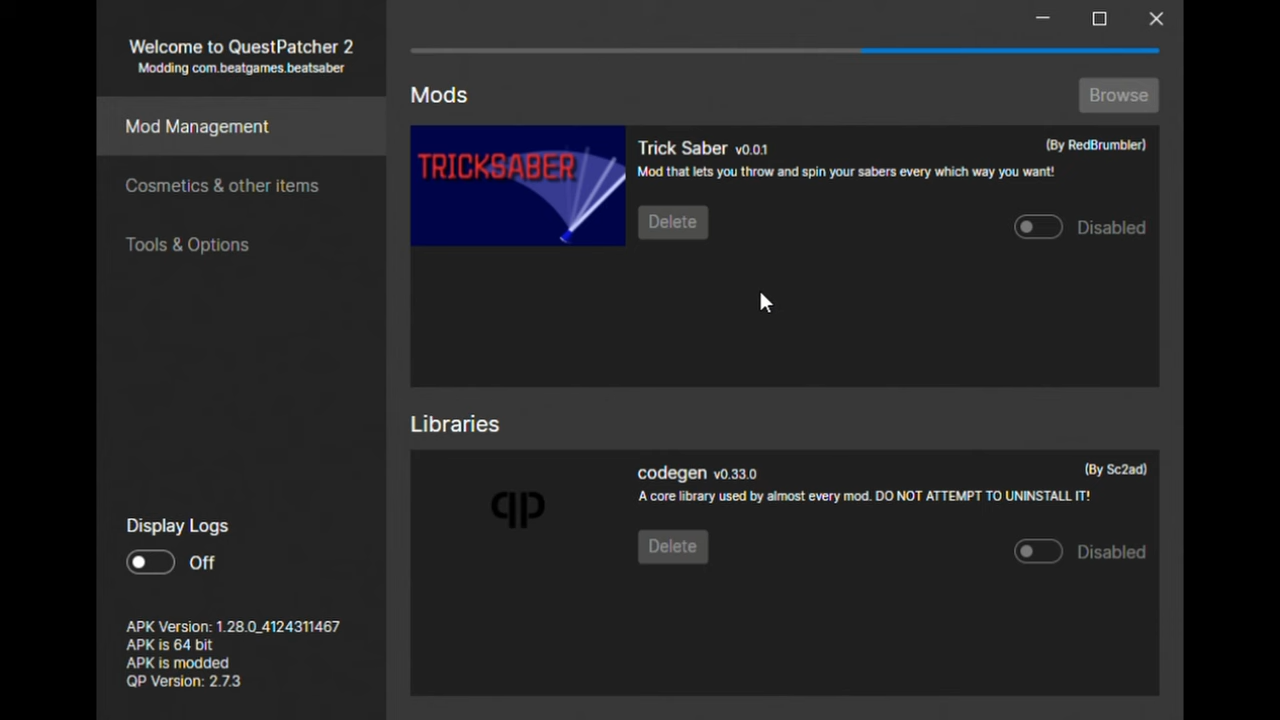 Welcome to QuestPatcher 2
Modding com.beatgames.beatsaber
Mod Management
Cosmetics & other items
Tools & Options
Display Logs
Off
APK Version: 1.28.0_4124311467
APK is 64 bit
APK is modded
QP Version: 2.7.3
Mods
Browse
TRICKSABER
Trick Saber v0.0.1
(By RedBrumbler)
Mod that lets you throw and spin your sabers every which way you want!
Delete
Disabled
Libraries
qp
codegen v0.33.0
(By Sc2ad)
A core library used by almost every mod. DO NOT ATTEMPT TO UNINSTALL IT!
Delete
Disabled